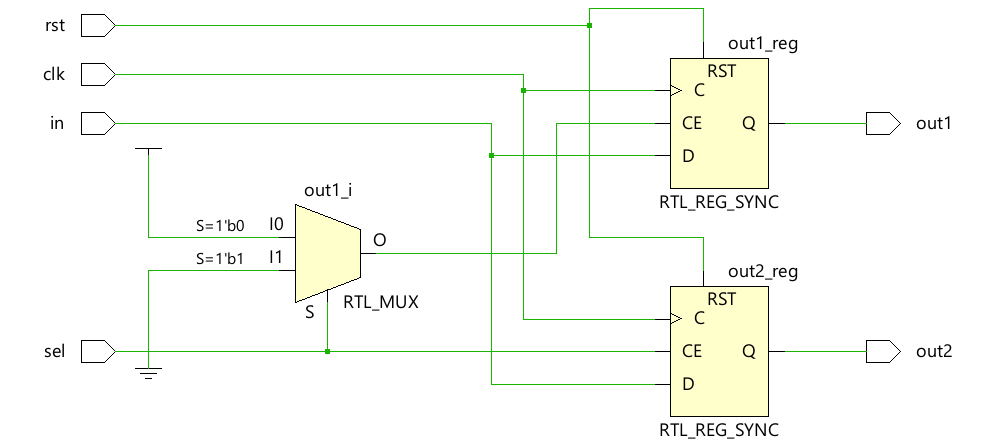 rst
clk
in
sel
out1_i
S=1'b0
I0
S=1'b1
I1
O
S
RTL_MUX
out1_reg
RST
C
CE
Q
D
RTL_REG_SYNC
out1
out2_reg
RST
C
CE
Q
D
RTL_REG_SYNC
out2